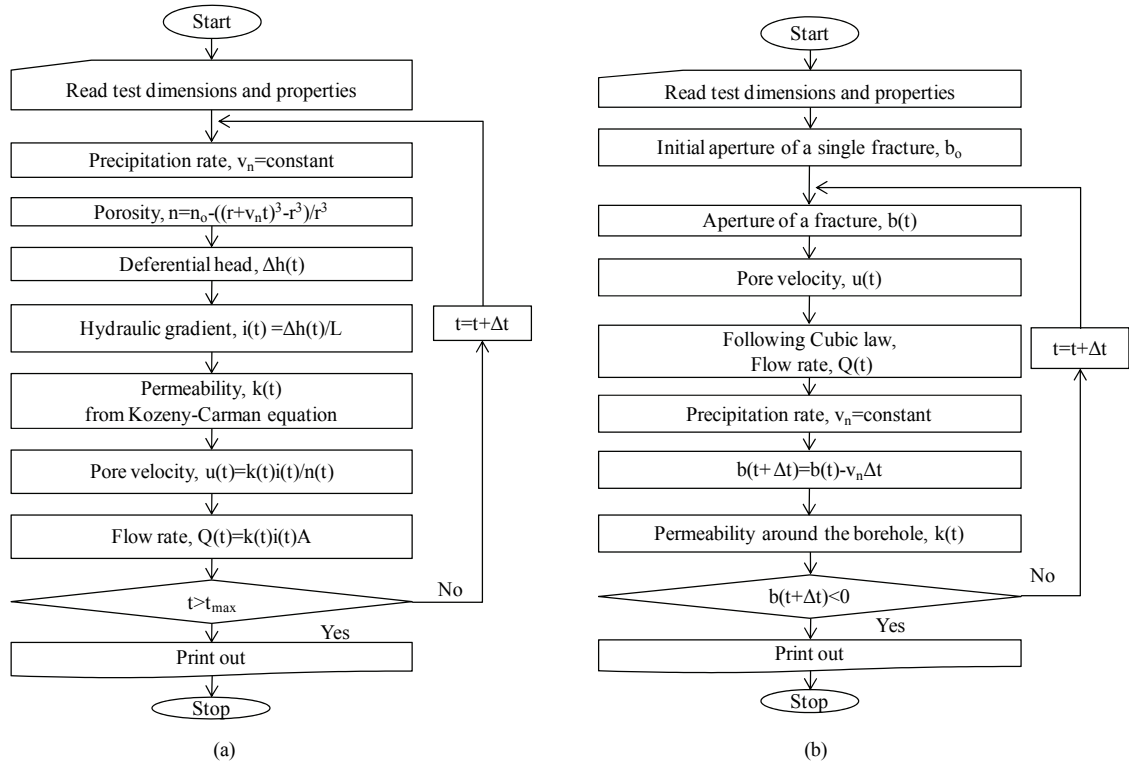 Start
Read test dimensions and properties
Precipitation rate, vₙ=constant
Porosity, n=nₒ-((r+vₙt)³-r³)/r³
Deferential head, Δh(t)
Hydraulic gradient, i(t) =Δh(t)/L
Permeability, k(t)
from Kozeny-Carman equation
Pore velocity, u(t)=k(t)i(t)/n(t)
Flow rate, Q(t)=k(t)i(t)A
t>tₘₐₓ
No
t=t+Δt
Yes
Print out
Stop
(a)
Start
Read test dimensions and properties
Initial aperture of a single fracture, bₒ
Aperture of a fracture, b(t)
Pore velocity, u(t)
Following Cubic law,
Flow rate, Q(t)
Precipitation rate, vₙ=constant
b(t+Δt)=b(t)-vₙΔt
Permeability around the borehole, k(t)
b(t+Δt)<0
No
t=t+Δt
Yes
Print out
Stop
(b)